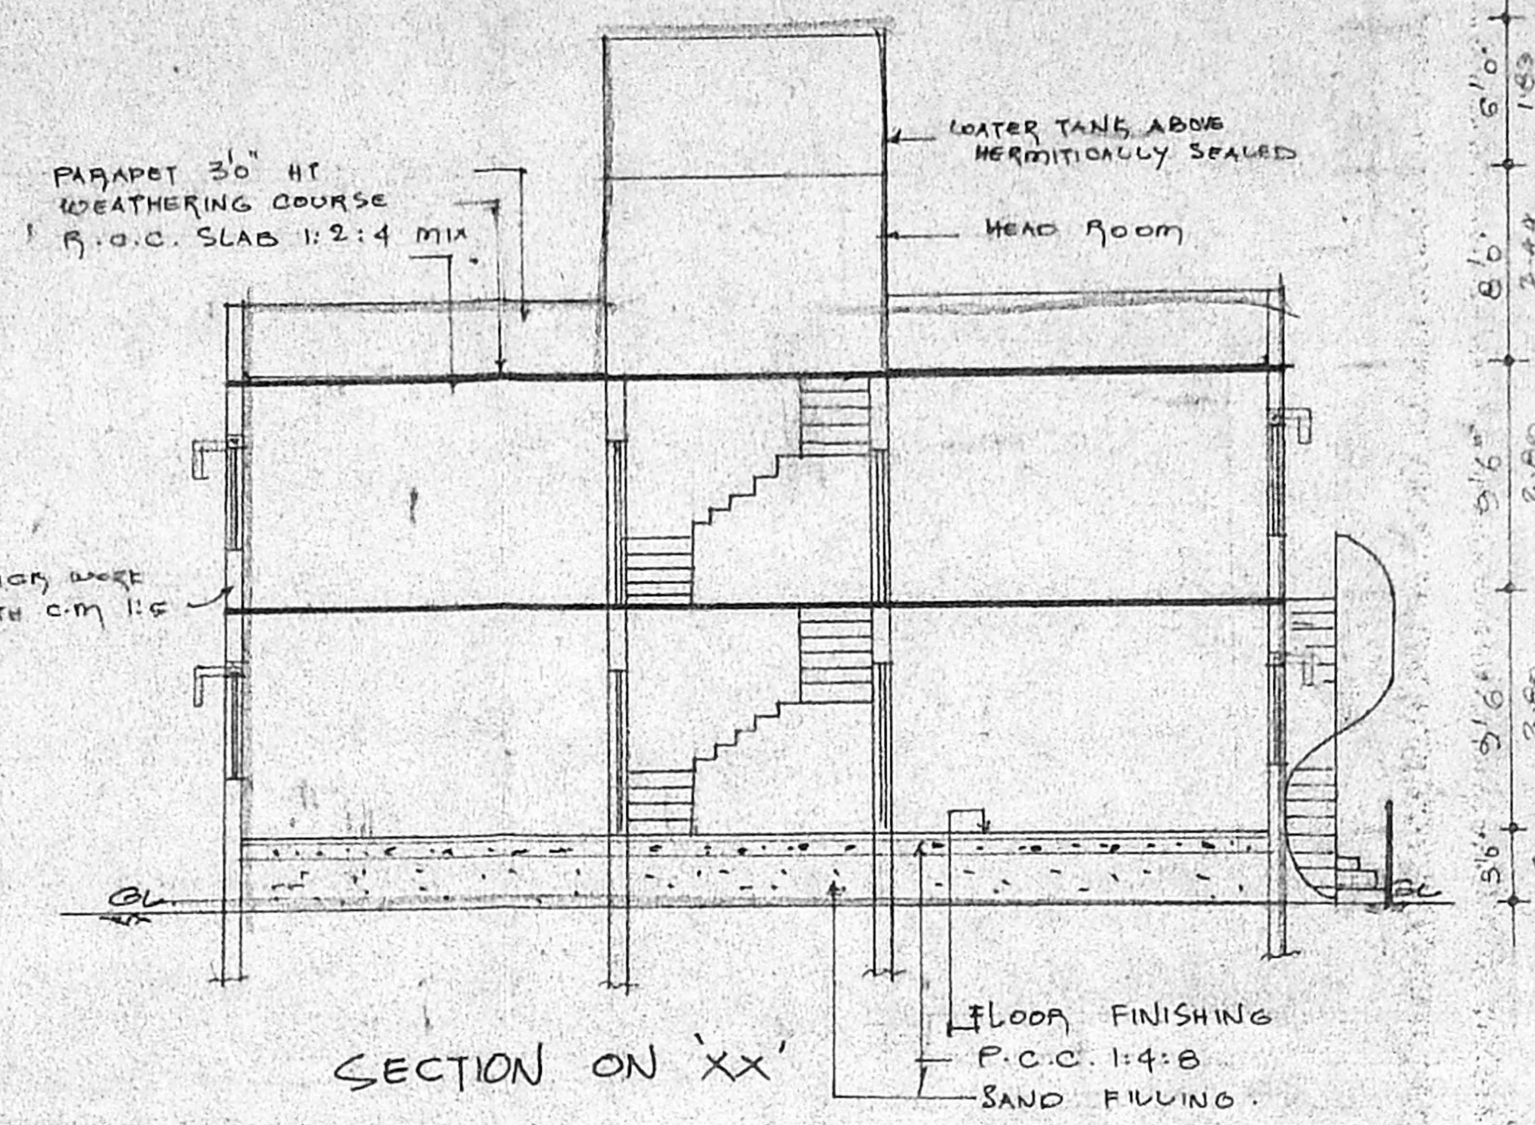 PARAPET 3'0" HT
WEATHERING COURSE
R.C.C. SLAB 1:2:4 MIX
WATER TANK ABOVE
HERMITICALLY SEALED
HEAD ROOM
WORK
C.M 1:5
GL
GL
6'0"
8'0"
9'6"
9'6"
3'0"
FLOOR FINISHING
P.C.C. 1:4:8
SAND FILLING.
SECTION ON 'XX'